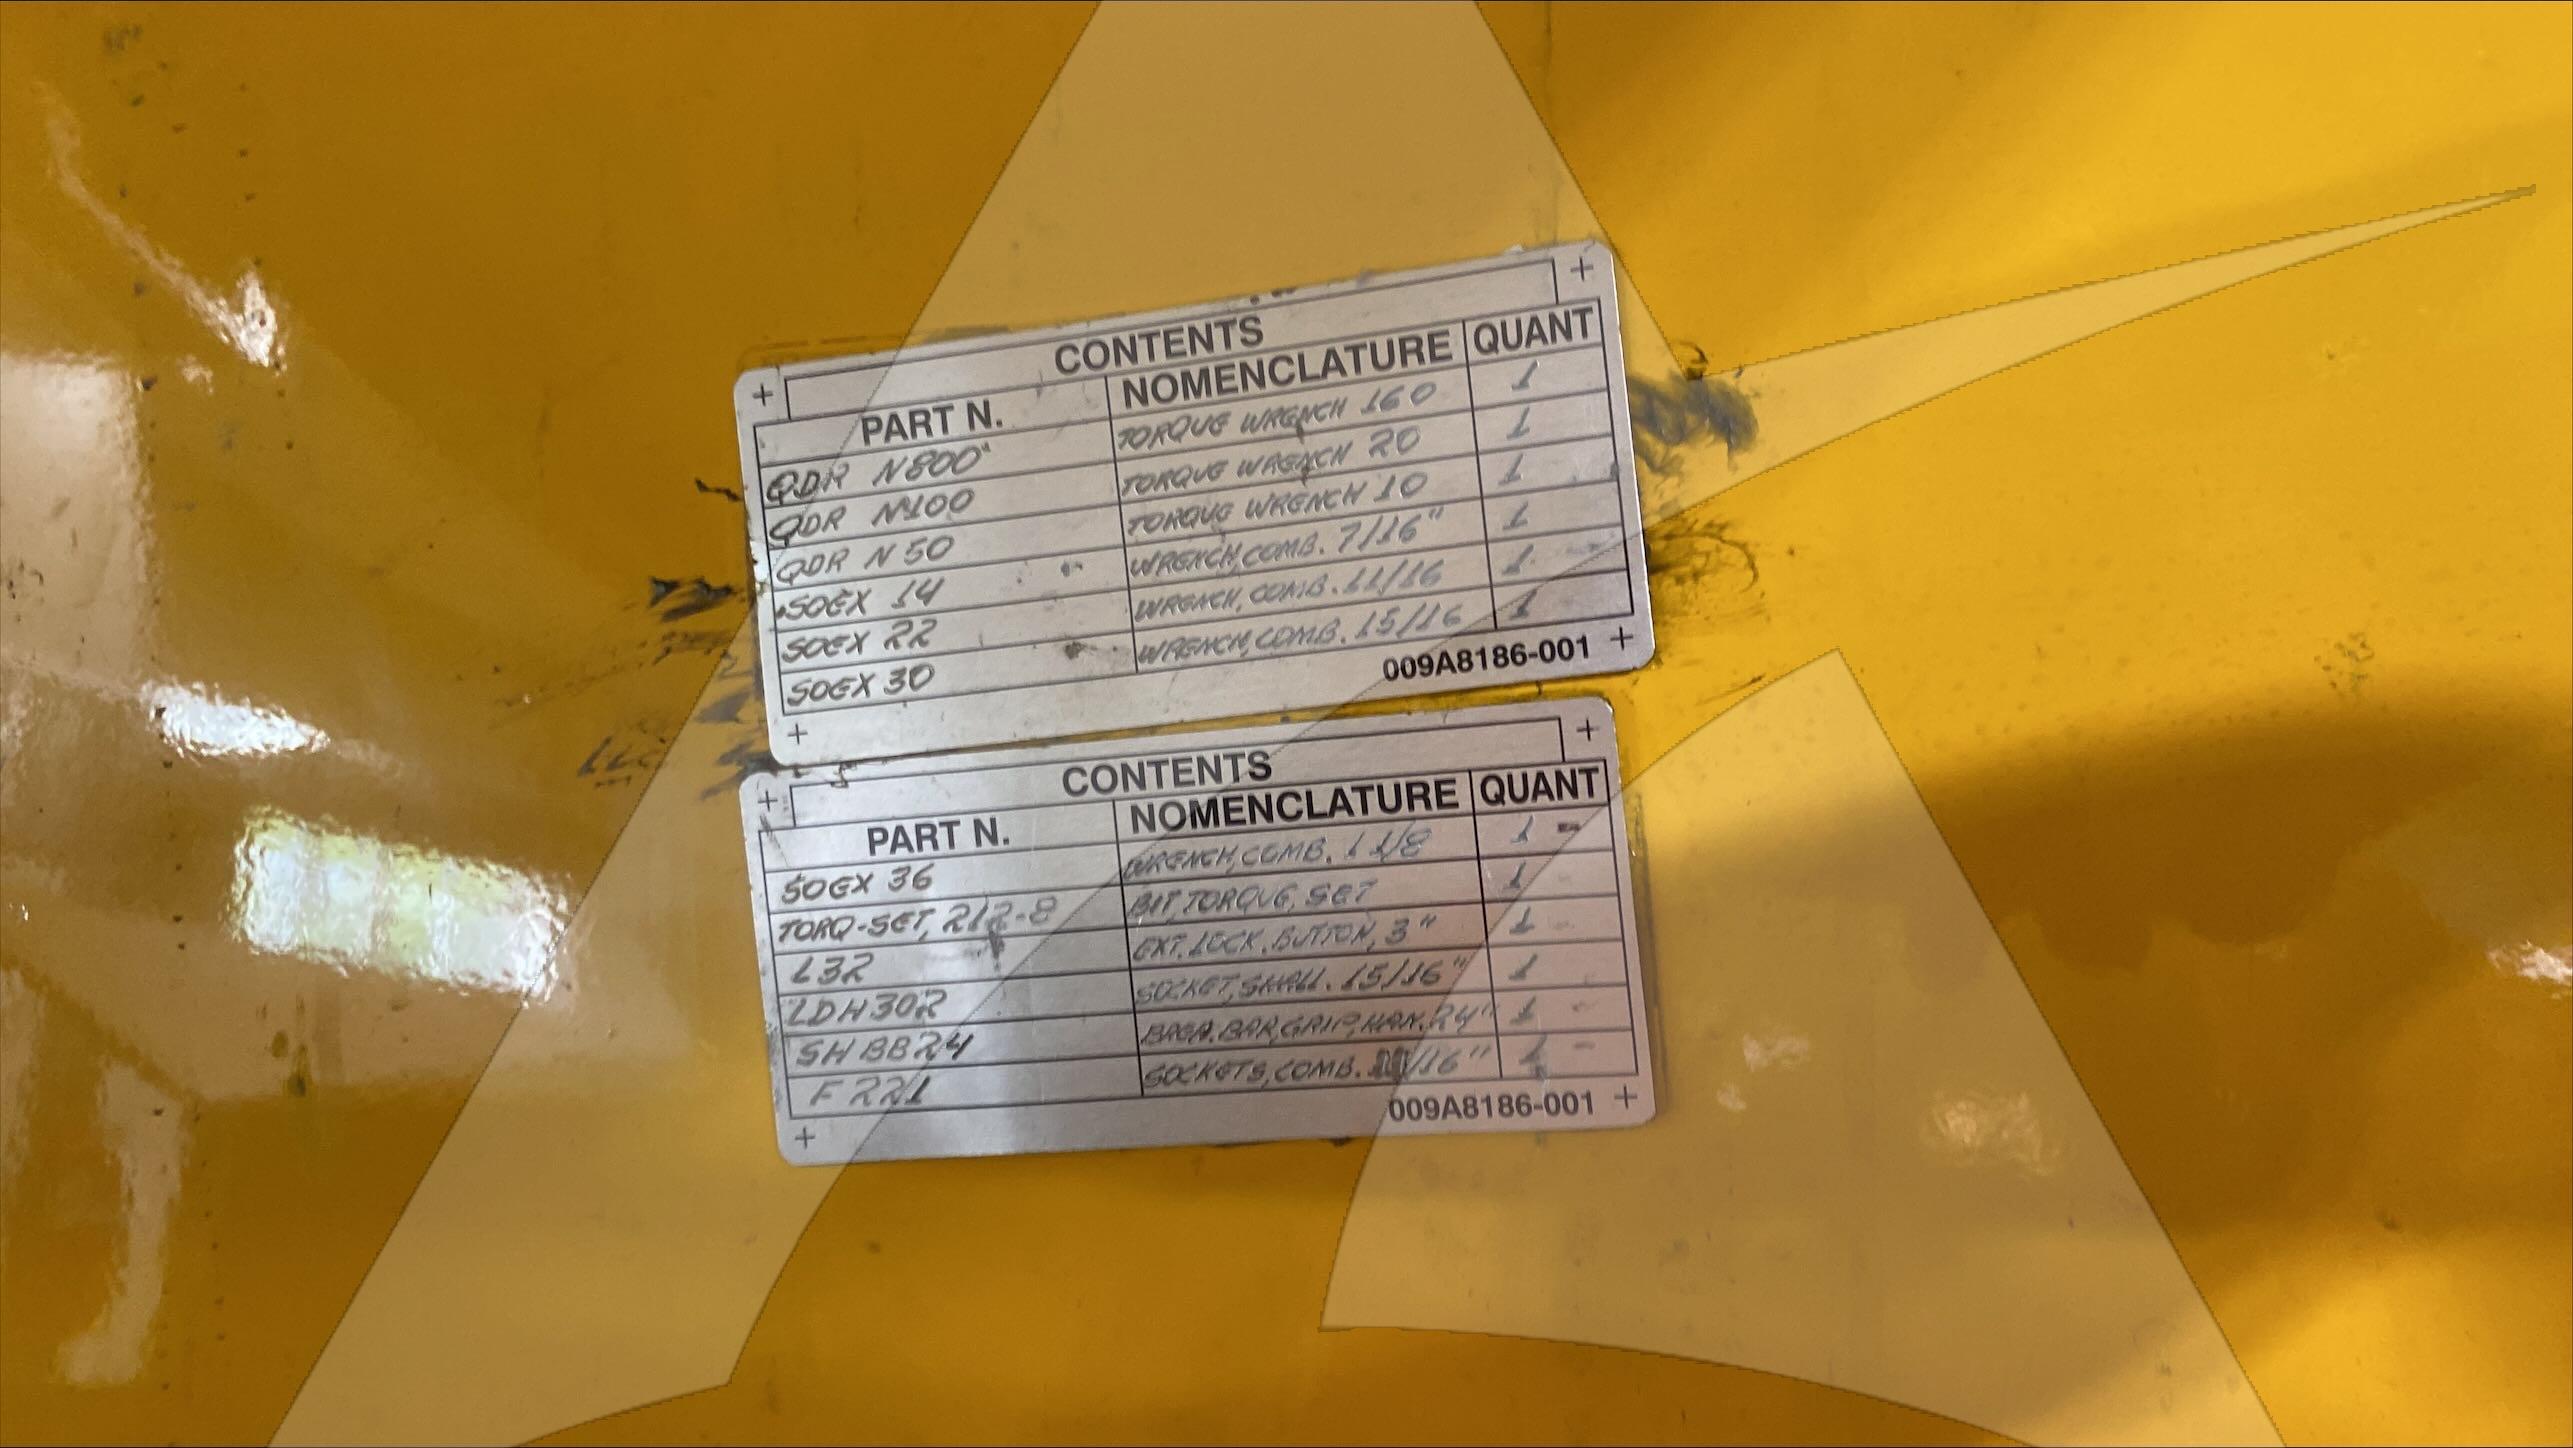 CONTENTS
PART N. NOMENCLATURE QUANT
QDR N800 TORQUE WRENCH 160 1
QDR N100 TORQUE WRENCH 20 1
QDR N 50 TORQUE WRENCH 10 1
SOEX 14 WRENCH, COMB. 7/16" 1
SOEX 22 WRENCH, COMB. 11/16 1
SOEX 30 WRENCH, COMB. 15/16 1
009A8186-001
CONTENTS
PART N. NOMENCLATURE QUANT
SOEX 36 WRENCH, COMB. 1 1/8 1
TORQ-SET, 212-8 BIT, TORQUE, SET 1
L32 EXT. LOCK. BUTTON, 3" 1
LDH302 SOCKET, SHALL. 15/16" 1
SHBB24 BREA. BAR, GRIP, HAN. 24" 1
F 221 SOCKETS, COMB. /16" 1
009A8186-001